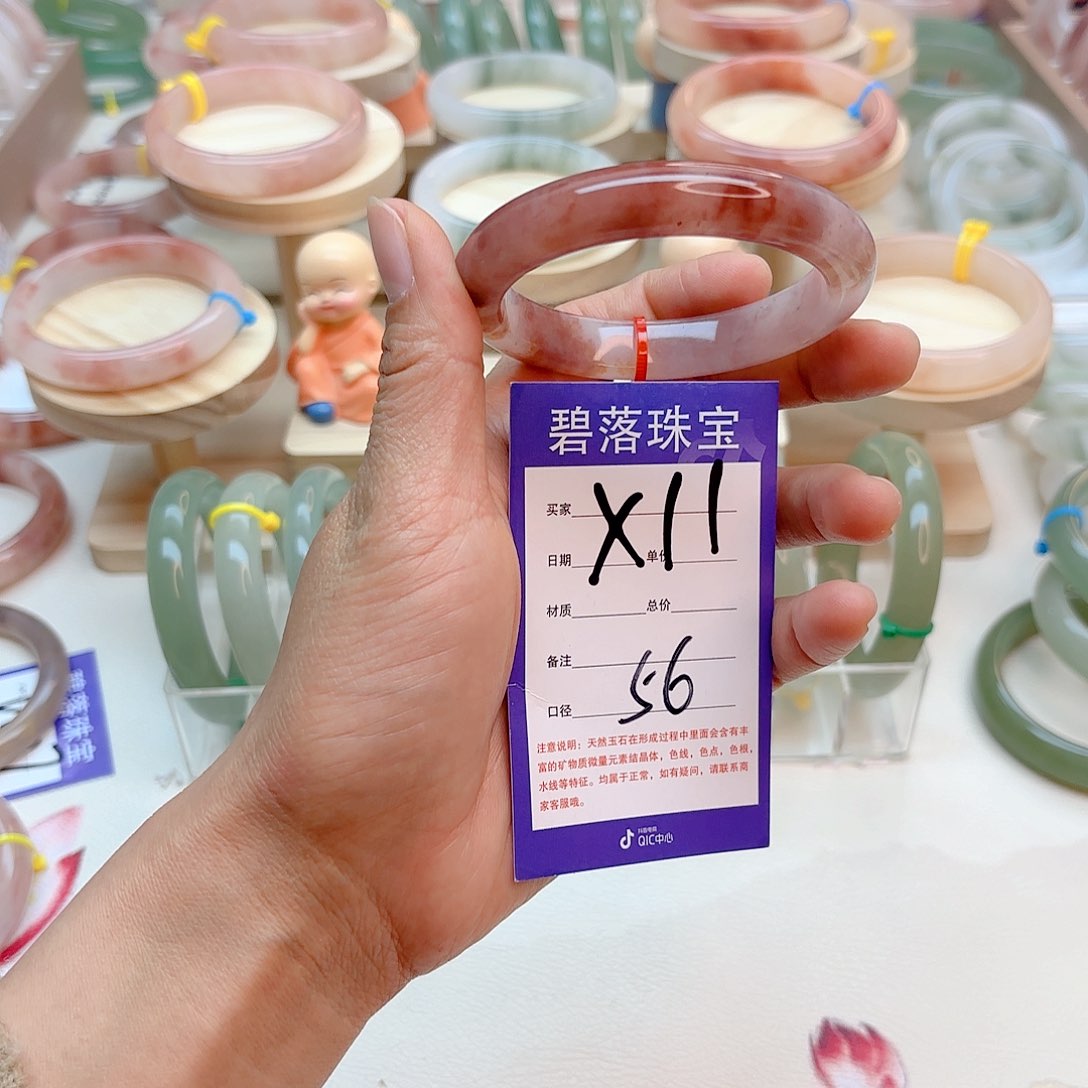 碧落珠宝
买家
X11
日期 单价
材质 总价
备注
56
口径
注意说明：天然玉石在形成过程中里面会含有丰
富的矿物质微量元素结晶体，色线，色点，色根，
水线等特征。均属于正常，如有疑问，请联系商
家客服哦。
抖音电商
QIC中心
碧落珠宝